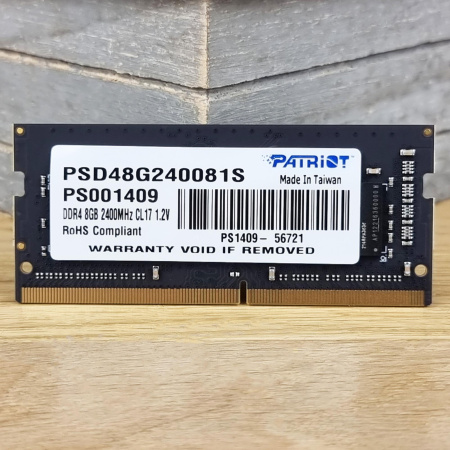 PATRIOT
PSD48G240081S
Made In Taiwan
PS001409
DDR4 8GB 2400MHz CL17 1.2V
RoHS Compliant
PS1409- 56721
WARRANTY VOID IF REMOVED